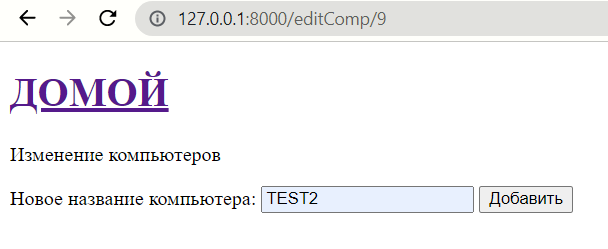 127.0.0.1:8000/editComp/9
ДОМОЙ
Изменение компьютеров
Новое название компьютера: TEST2 Добавить